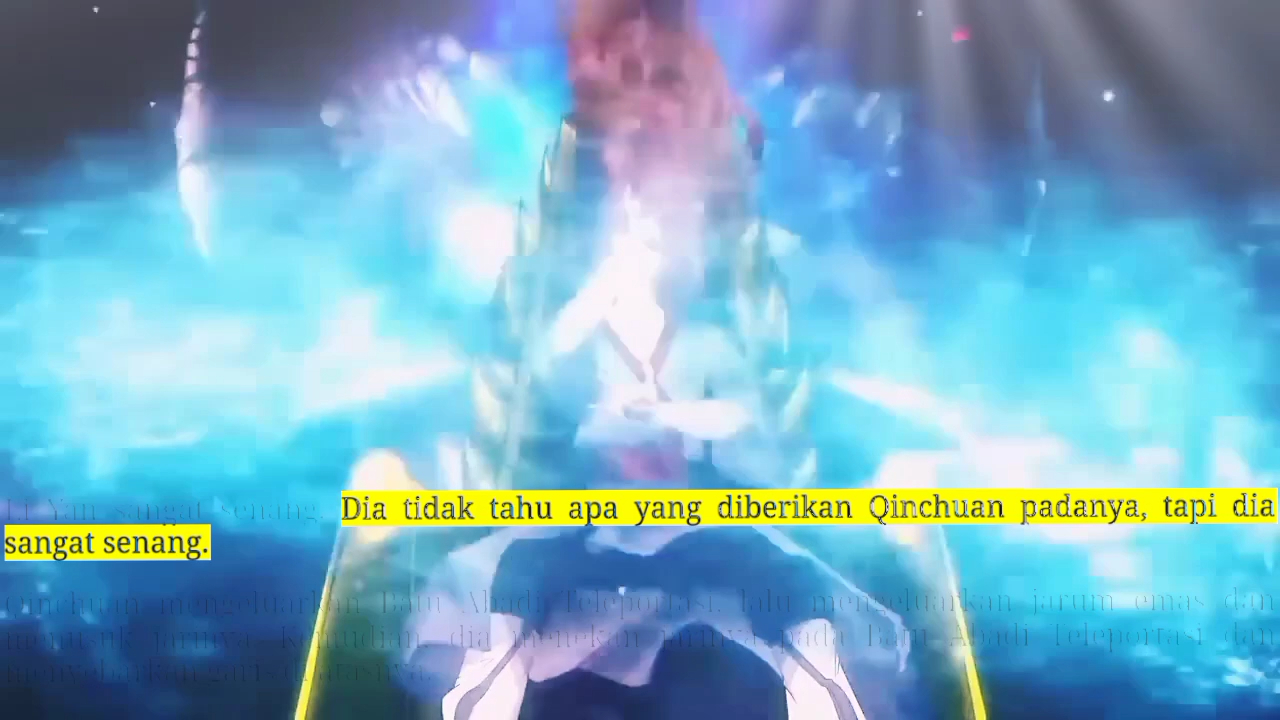 Li Yan sangat senang. Dia tidak tahu apa yang diberikan Qinchuan padanya, tapi dia
sangat senang.
Qinchuan mengeluarkan Batu Abadi Teleportasi, lalu mengeluarkan jarum emas dan
menusuk jarinya. Kemudian, dia menekan jarinya pada Batu Abadi Teleportasi dan